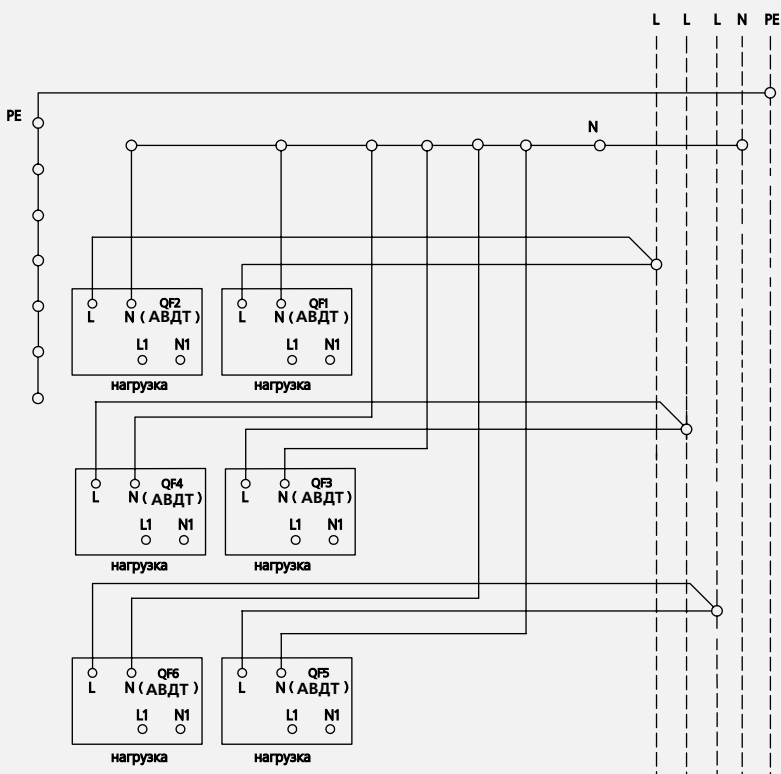 L L L N PE
PE
N
QF2
L N (АВДТ)
L1 N1
нагрузка
QF1
L N (АВДТ)
L1 N1
нагрузка
QF4
L N (АВДТ)
L1 N1
нагрузка
QF3
L N (АВДТ)
L1 N1
нагрузка
QF6
L N (АВДТ)
L1 N1
нагрузка
QF5
L N (АВДТ)
L1 N1
нагрузка